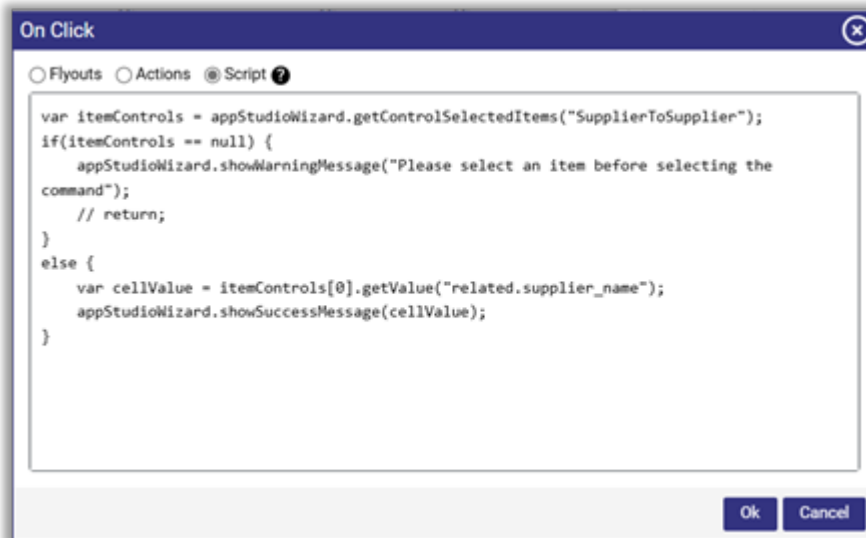 On Click
Flyouts Actions Script ?
var itemControls = appStudioWizard.getControlSelectedItems("SupplierToSupplier");
if(itemControls == null) {
    appStudioWizard.showWarningMessage("Please select an item before selecting the
command");
    // return;
}
else {
    var cellValue = itemControls[0].getValue("related.supplier_name");
    appStudioWizard.showSuccessMessage(cellValue);
}
Ok Cancel